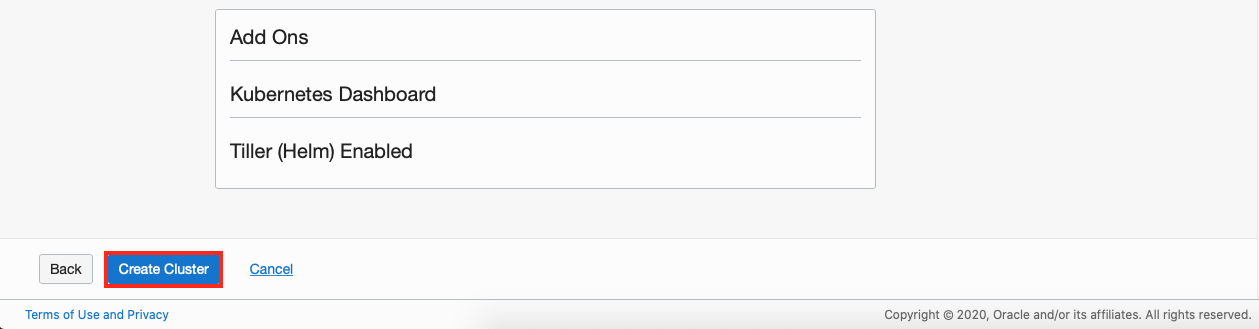 Add Ons
Kubernetes Dashboard
Tiller (Helm) Enabled
Back Create Cluster Cancel
Terms of Use and Privacy Copyright © 2020, Oracle and/or its affiliates. All rights reserved.